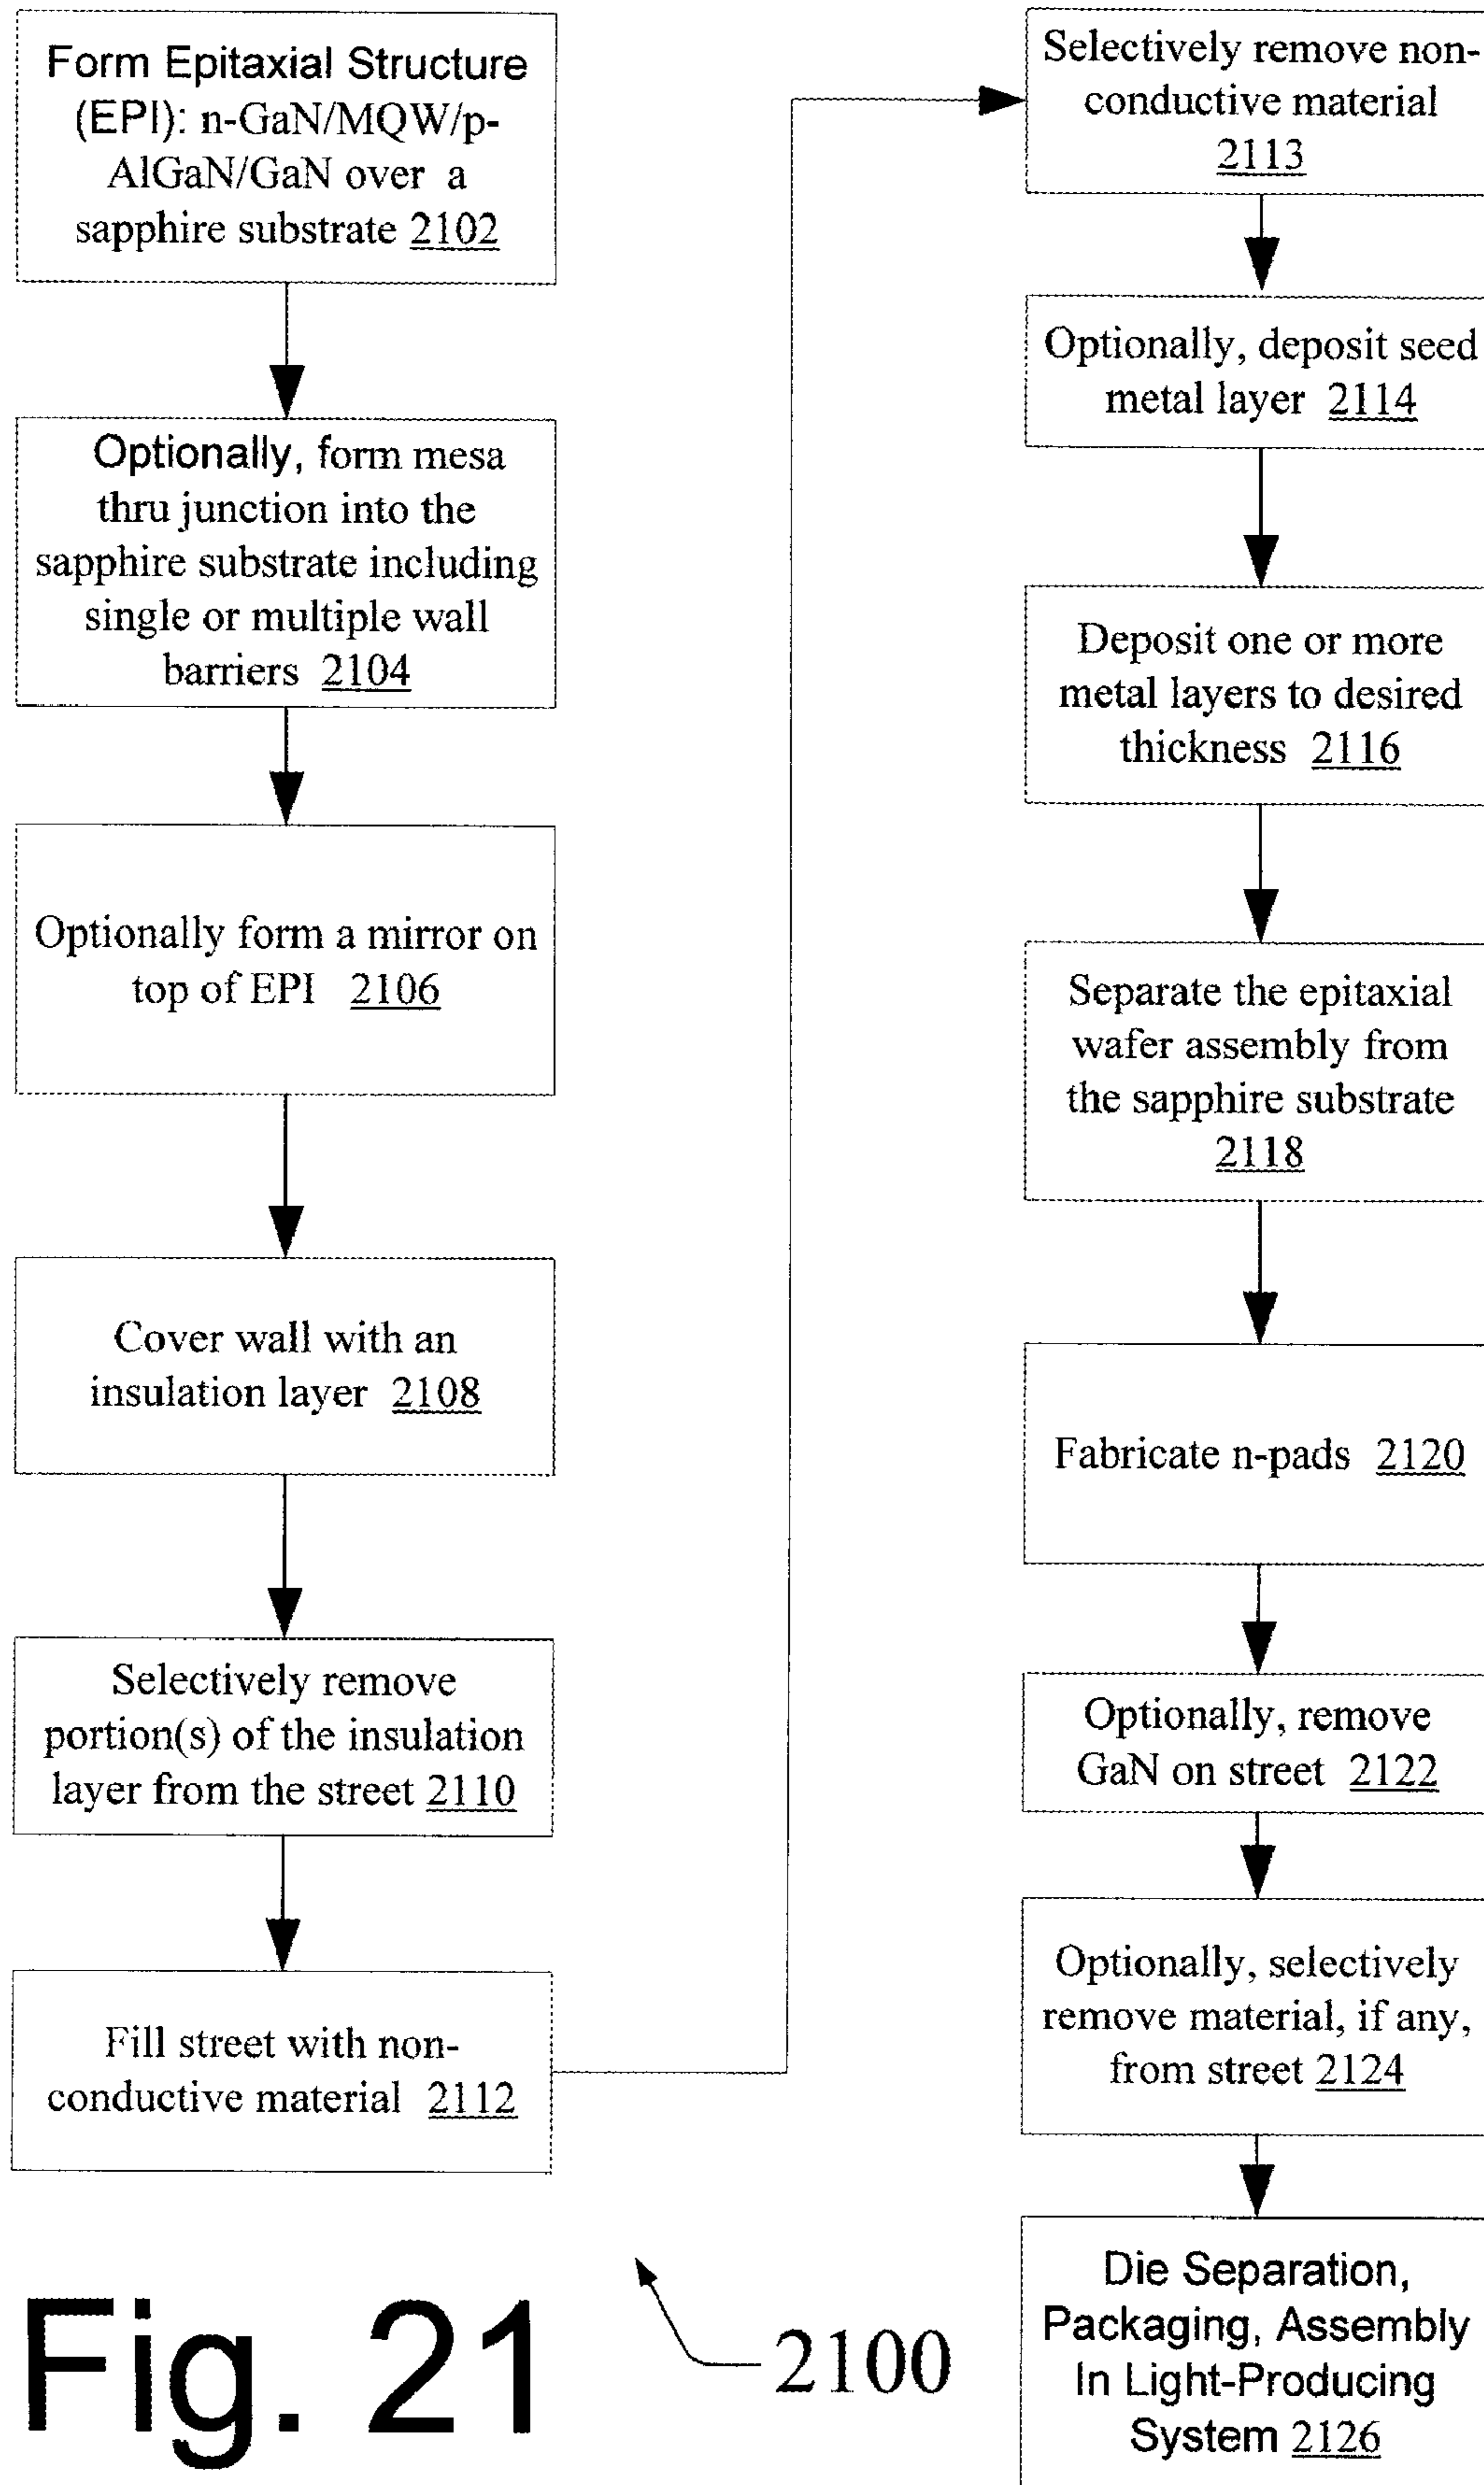 Form Epitaxial Structure
(EPI): n-GaN/MQW/p-
AlGaN/GaN over a
sapphire substrate 2102
Optionally, form mesa
thru junction into the
sapphire substrate including
single or multiple wall
barriers 2104
Optionally form a mirror on
top of EPI 2106
Cover wall with an
insulation layer 2108
Selectively remove
portion(s) of the insulation
layer from the street 2110
Fill street with non-
conductive material 2112
Selectively remove non-
conductive material
2113
Optionally, deposit seed
metal layer 2114
Deposit one or more
metal layers to desired
thickness 2116
Separate the epitaxial
wafer assembly from
the sapphire substrate
2118
Fabricate n-pads 2120
Optionally, remove
GaN on street 2122
Optionally, selectively
remove material, if any,
from street 2124
Die Separation,
Packaging, Assembly
In Light-Producing
System 2126
Fig. 21
2100